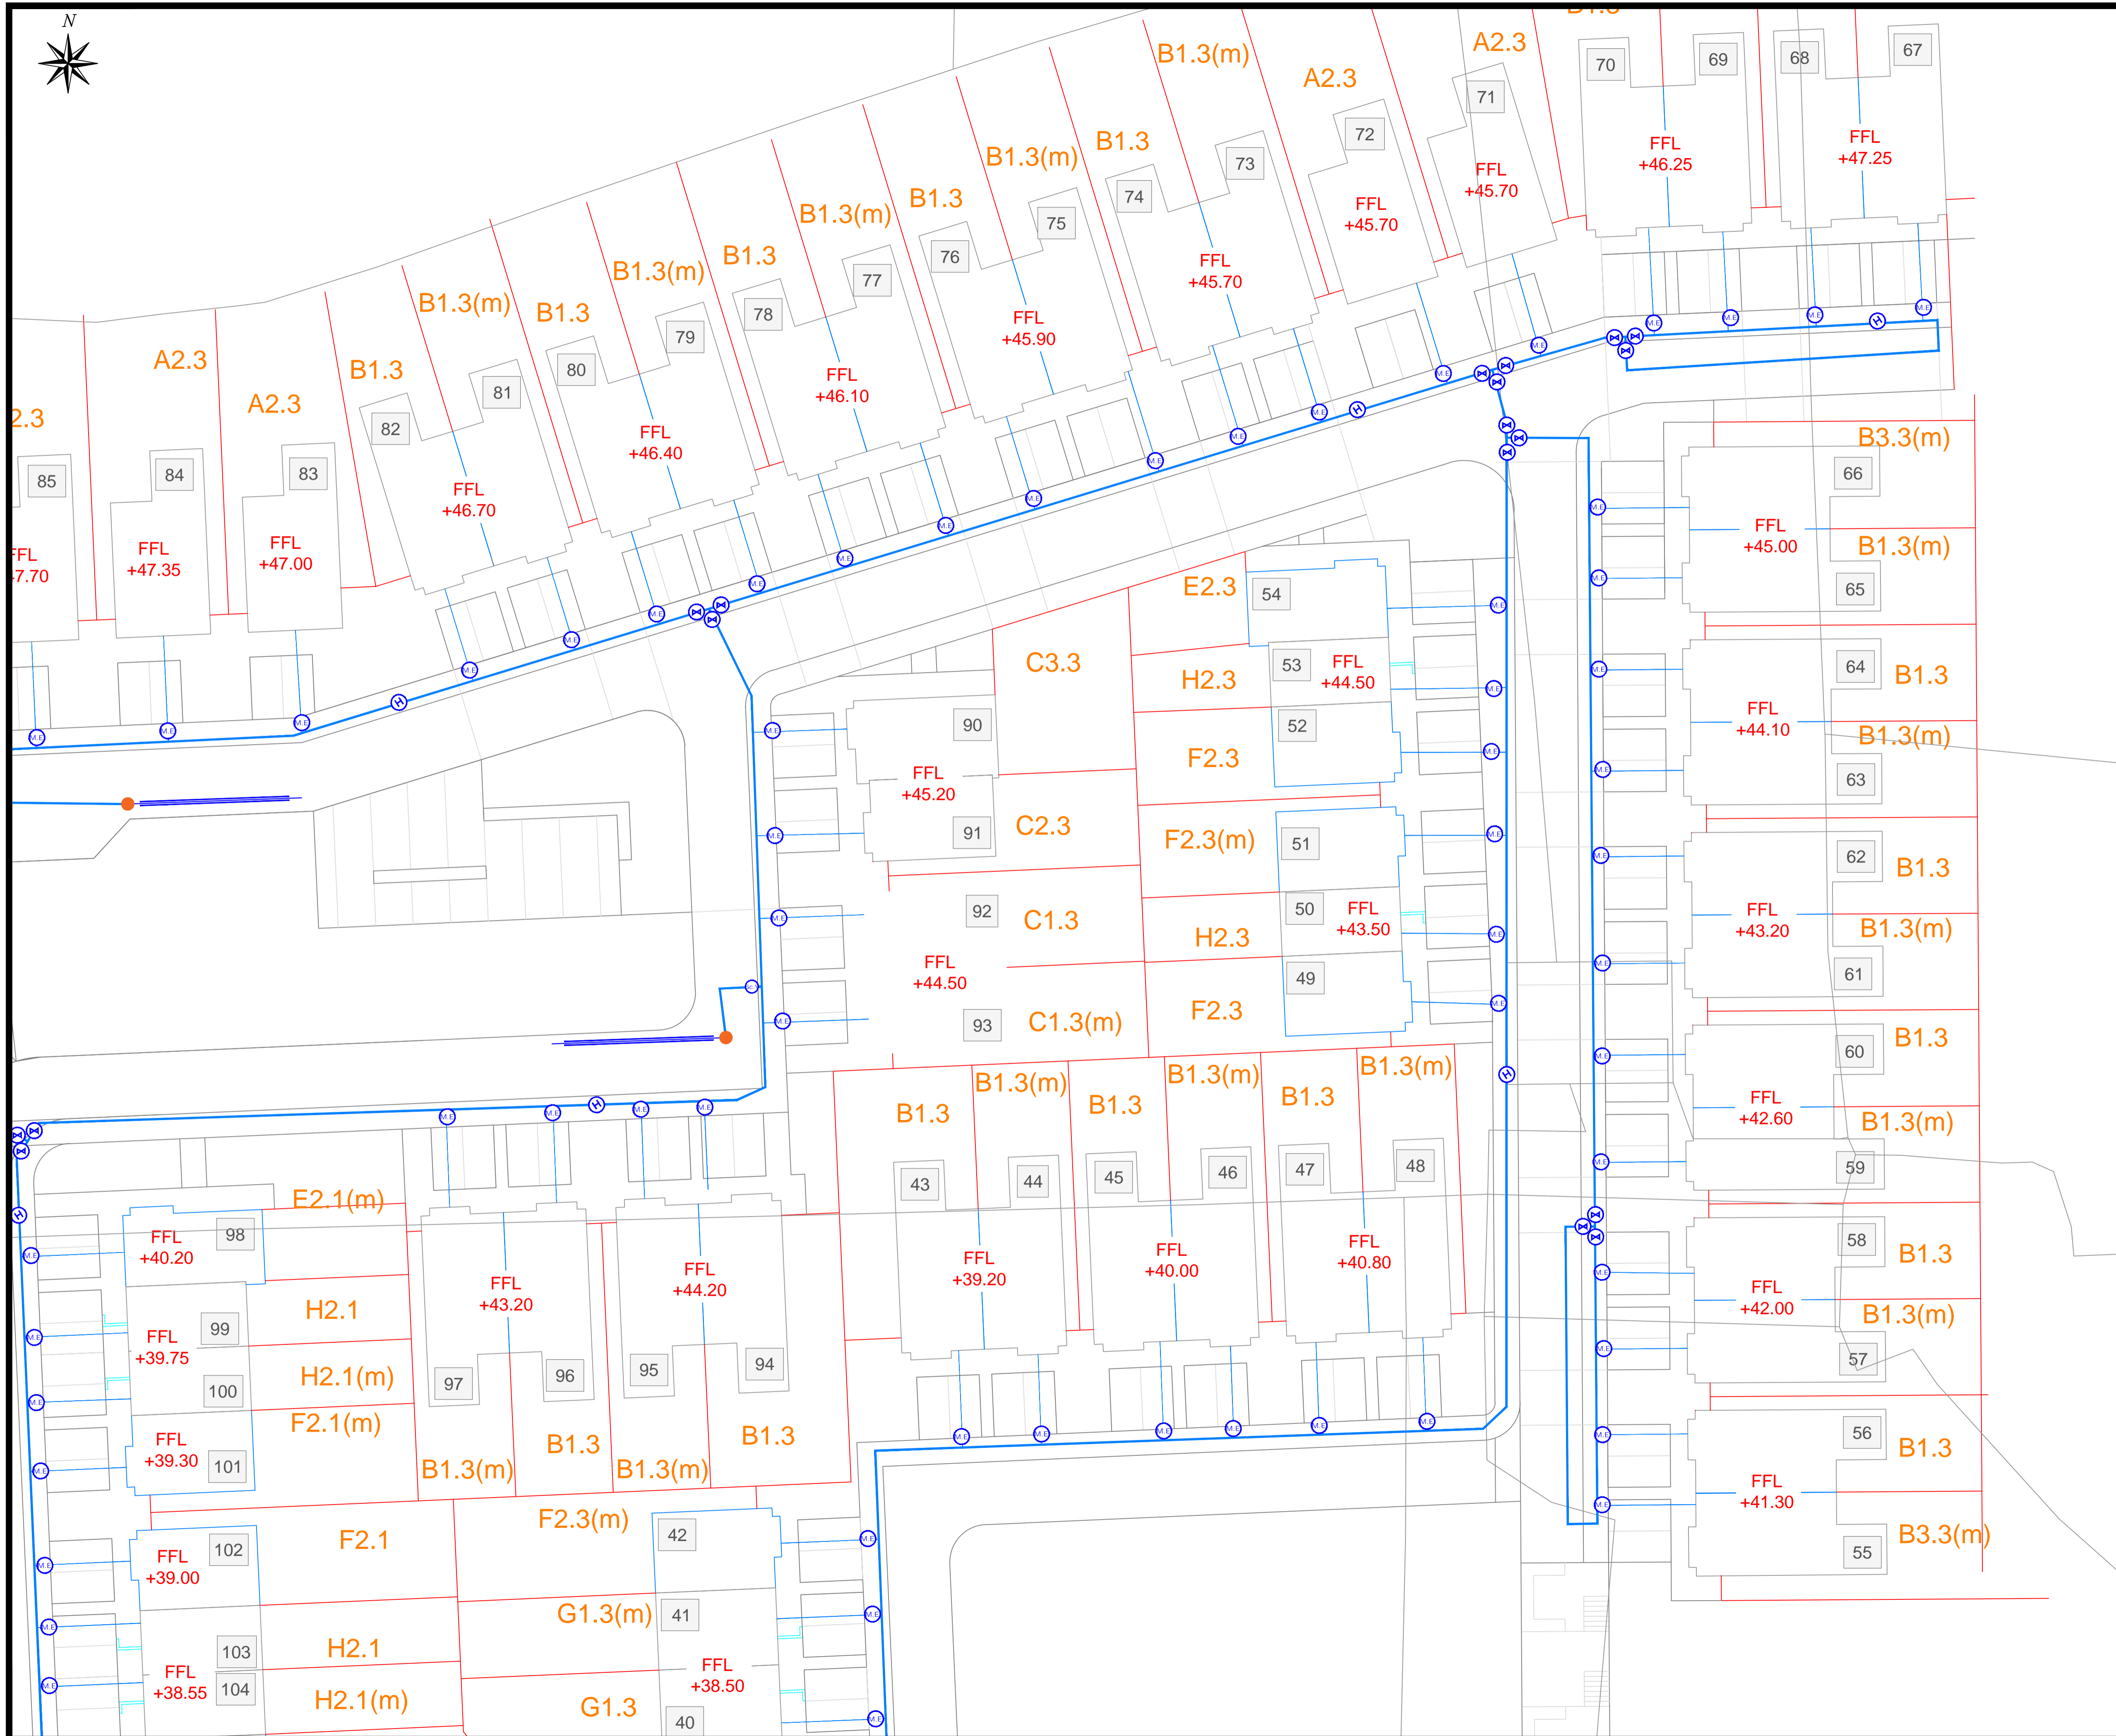 N
B1.3
A2.3
70
69
68
67
B1.3(m)
A2.3
71
72
FFL
+46.25
FFL
+47.25
B1.3
73
FFL
+45.70
B1.3(m)
74
FFL
+45.70
B1.3
75
76
FFL
+45.70
B1.3(m)
77
B1.3
78
FFL
+45.90
B1.3(m)
79
B1.3
80
FFL
+46.10
B1.3(m)
81
B1.3
82
FFL
+46.40
A2.3
A2.3
83
84
85
2.3
FFL
+46.70
FFL
+47.00
FFL
+47.35
FFL
7.70
B3.3(m)
66
FFL
+45.00
B1.3(m)
65
64
B1.3
FFL
+44.10
B1.3(m)
63
62
B1.3
FFL
+43.20
B1.3(m)
61
60
B1.3
FFL
+42.60
B1.3(m)
59
58
B1.3
FFL
+42.00
B1.3(m)
57
56
B1.3
FFL
+41.30
B3.3(m)
55
E2.3
54
C3.3
H2.3
53
FFL
+44.50
90
F2.3
52
FFL
+45.20
91
C2.3
F2.3(m)
51
92
C1.3
H2.3
50
FFL
+43.50
FFL
+44.50
93
C1.3(m)
F2.3
49
B1.3
B1.3(m)
B1.3
B1.3(m)
B1.3
B1.3(m)
43
44
45
46
47
48
FFL
+39.20
FFL
+40.00
FFL
+40.80
E2.1(m)
98
FFL
+40.20
H2.1
99
FFL
+39.75
H2.1(m)
100
F2.1(m)
FFL
+39.30
101
FFL
+43.20
FFL
+44.20
97
96
95
94
B1.3(m)
B1.3
B1.3(m)
B1.3
F2.1
102
FFL
+39.00
F2.3(m)
42
G1.3(m)
41
H2.1
103
FFL
+38.55
104
H2.1(m)
FFL
+38.50
G1.3
40